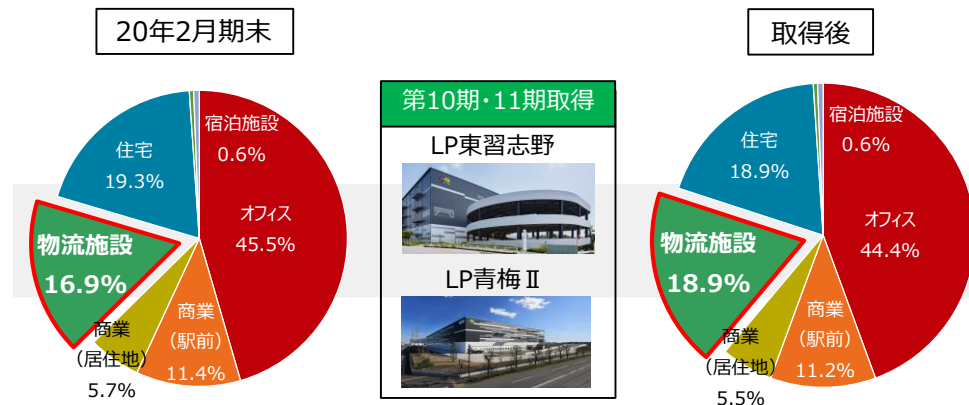 20年2月期末
宿泊施設
0.6%
住宅
19.3%
オフィス
45.5%
物流施設
16.9%
商業
（駅前）
11.4%
商業
（居住地）
5.7%
第10期・11期取得
LP東習志野
LP青梅Ⅱ
取得後
宿泊施設
0.6%
住宅
18.9%
オフィス
44.4%
物流施設
18.9%
商業
（駅前）
11.2%
商業
（居住地）
5.5%